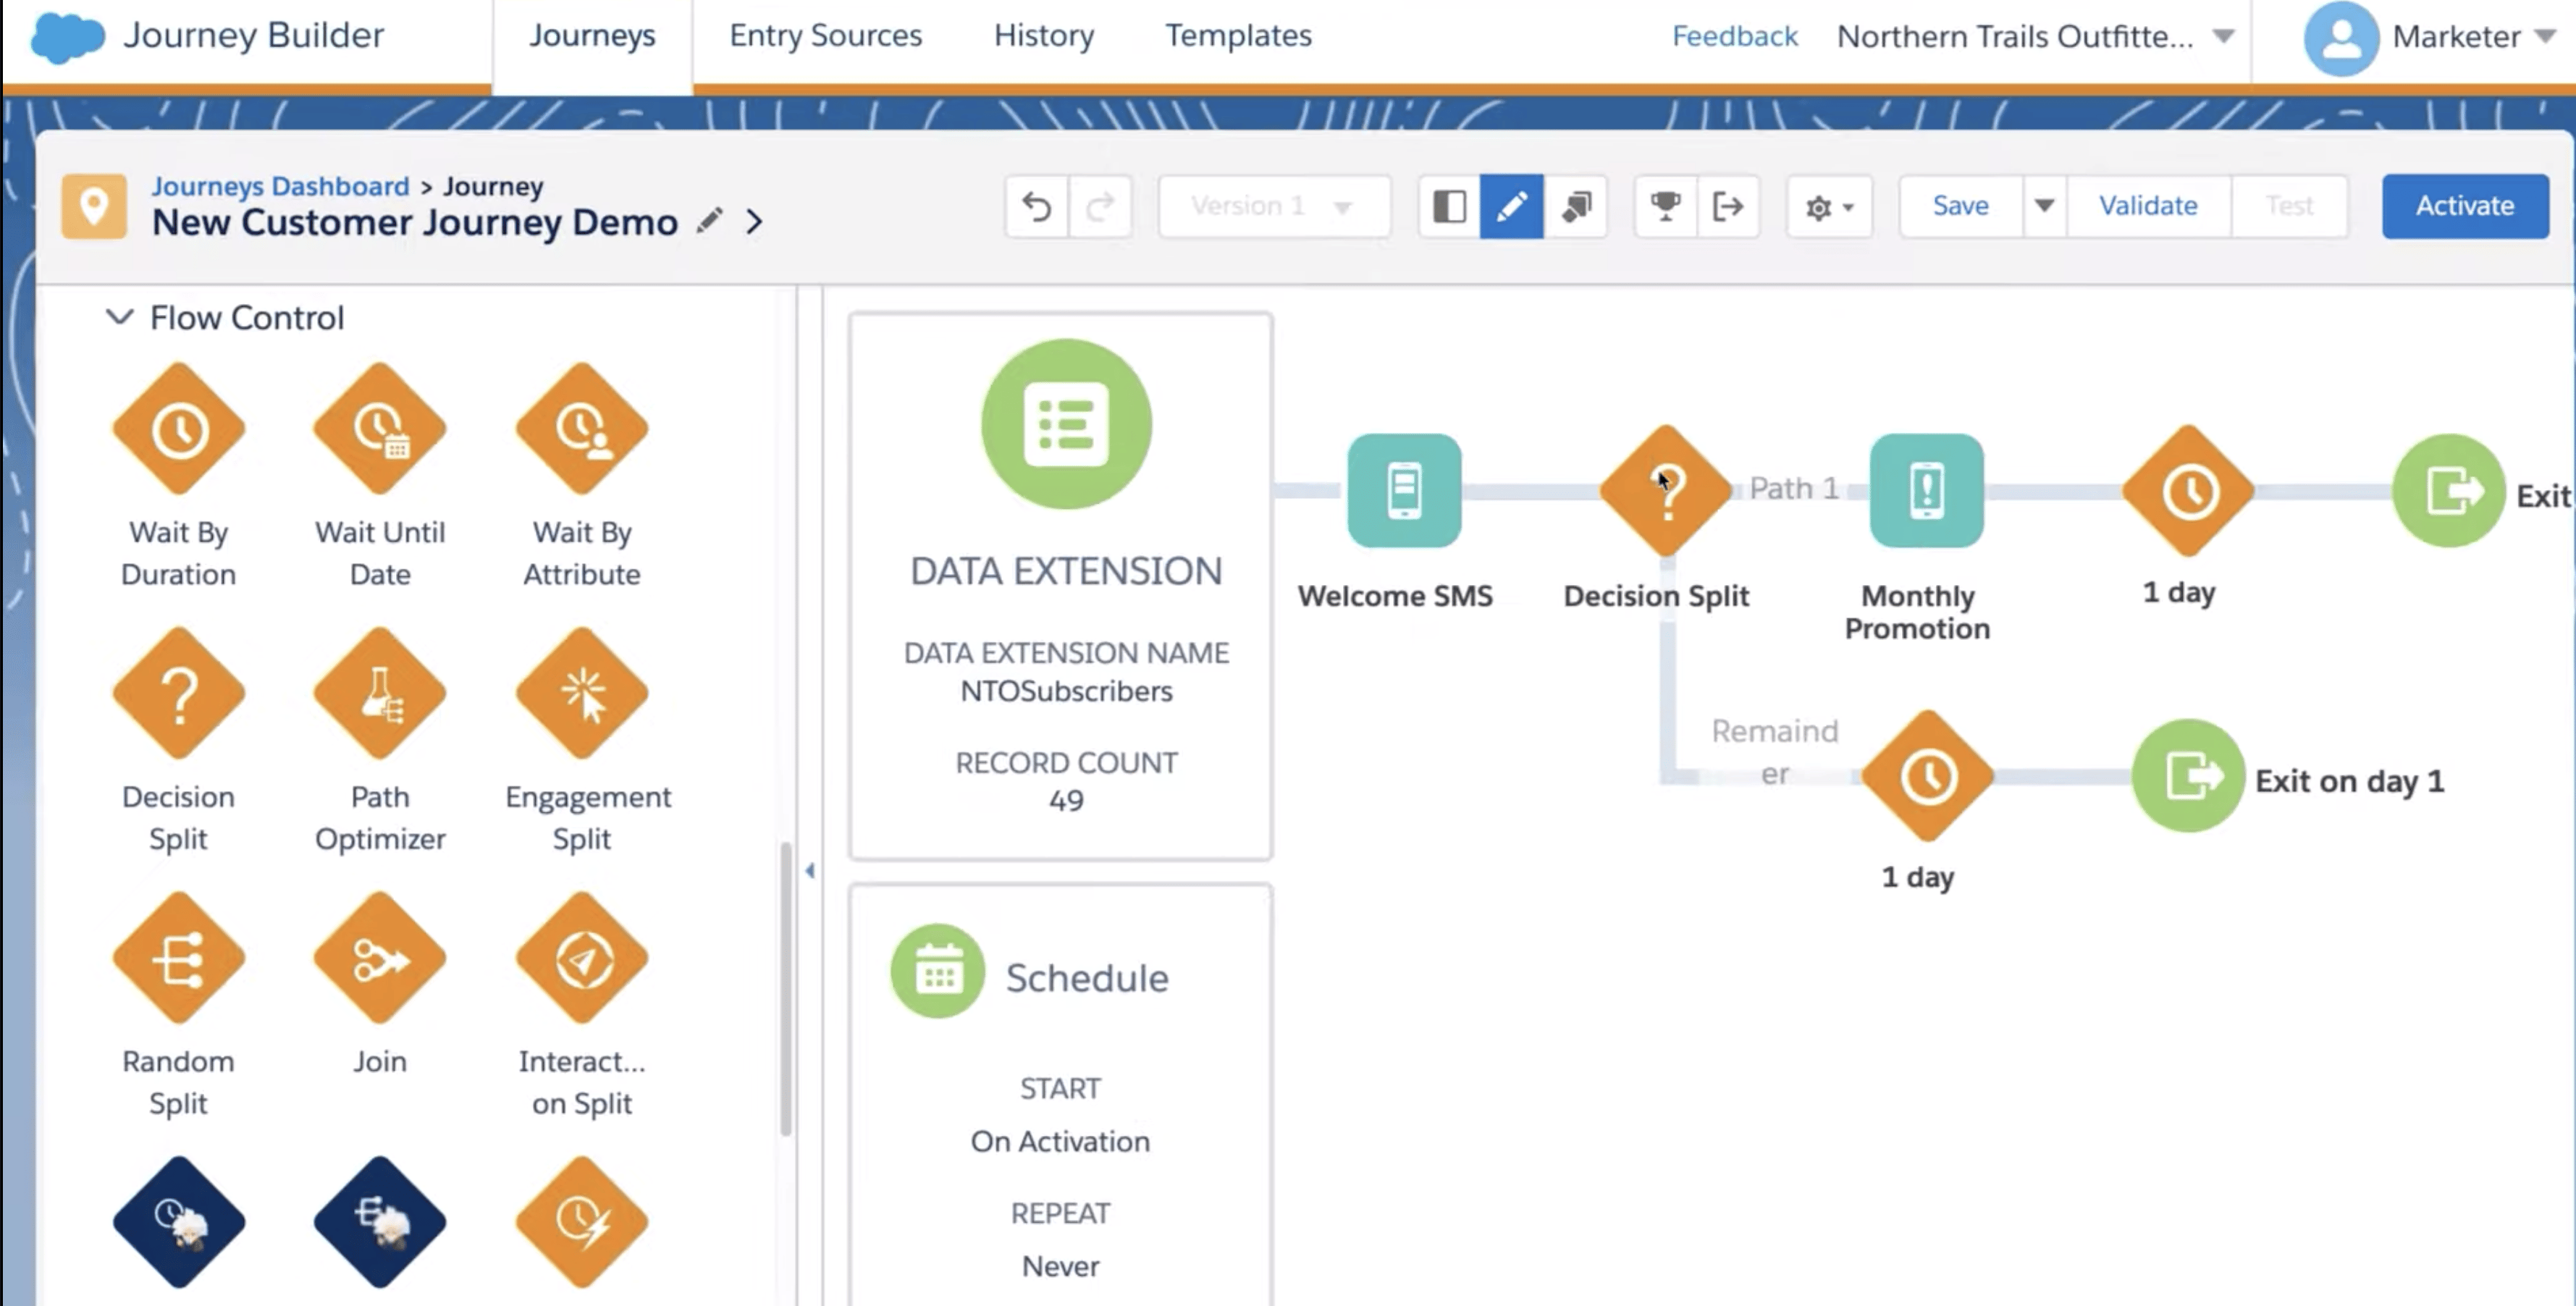 Journey Builder
Journeys
Entry Sources
History
Templates
Feedback
Northern Trails Outfitte...
Marketer
Journeys Dashboard > Journey
New Customer Journey Demo
Version 1
Save
Validate
Test
Activate
Flow Control
Wait By
Duration
Wait Until
Date
Wait By
Attribute
Decision
Split
Path
Optimizer
Engagement
Split
Random
Split
Join
Interact...
on Split
DATA EXTENSION
DATA EXTENSION NAME
NTOSubscribers
RECORD COUNT
49
Schedule
START
On Activation
REPEAT
Never
Welcome SMS
Decision Split
Path 1
Monthly
Promotion
1 day
Exit
Remaind
er
1 day
Exit on day 1